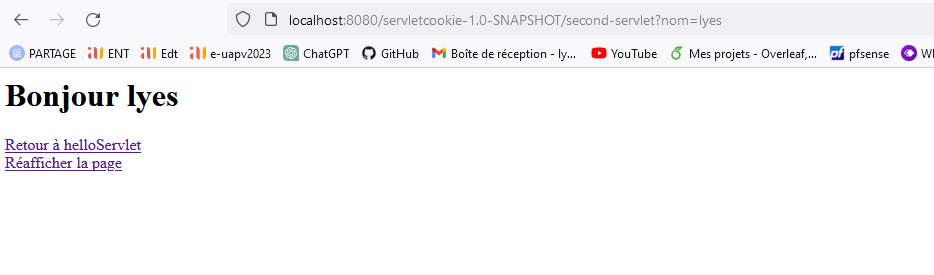 localhost:8080/servletcookie-1.0-SNAPSHOT/second-servlet?nom=lyes
PARTAGE ENT Edt e-uapv2023 ChatGPT GitHub Boîte de réception - ly... YouTube Mes projets - Overleaf,... pfsense
Bonjour lyes
Retour à helloServlet
Réafficher la page